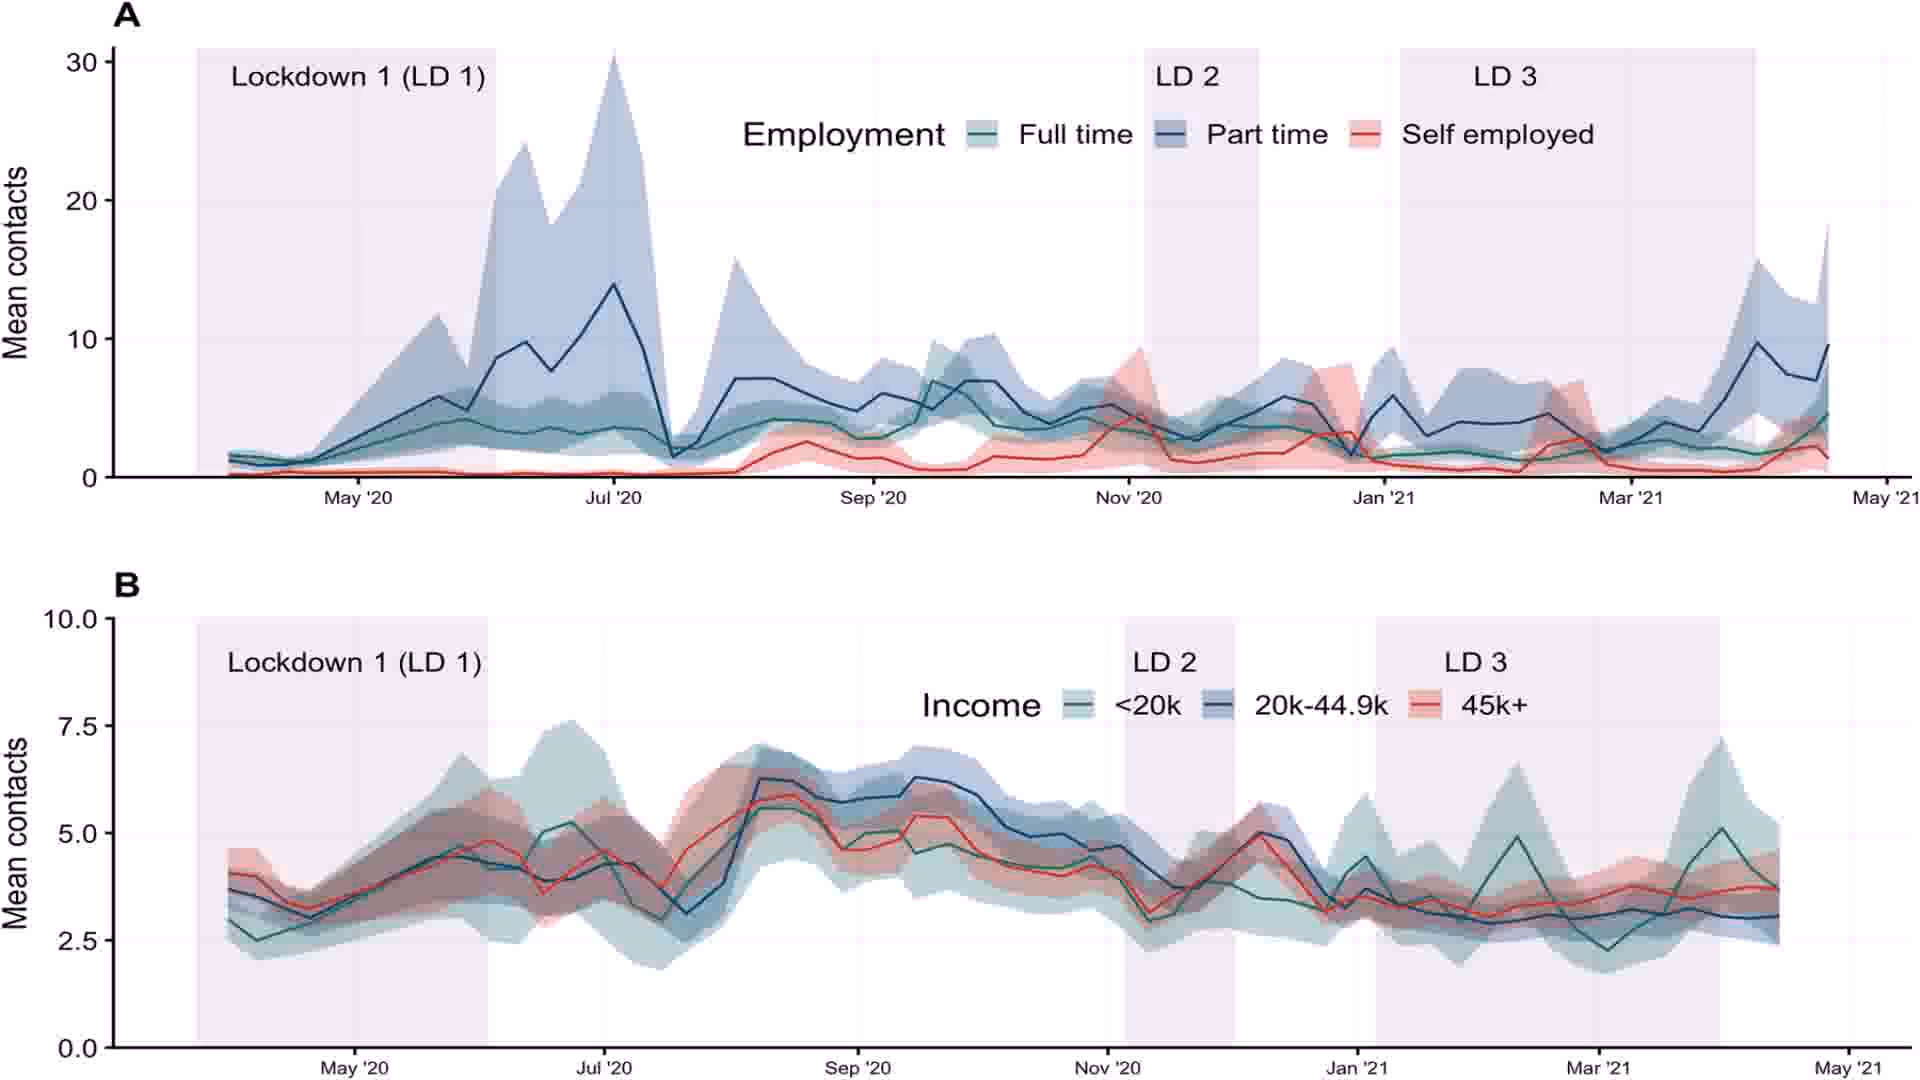 A
30
20
10
0
Mean contacts
Lockdown 1 (LD 1)
LD 2
LD 3
Employment Full time Part time Self employed
May '20 Jul '20 Sep '20 Nov '20 Jan '21 Mar '21 May '21
B
10.0
7.5
5.0
2.5
0.0
Mean contacts
Lockdown 1 (LD 1)
LD 2
LD 3
Income <20k 20k-44.9k 45k+
May '20 Jul '20 Sep '20 Nov '20 Jan '21 Mar '21 May '21